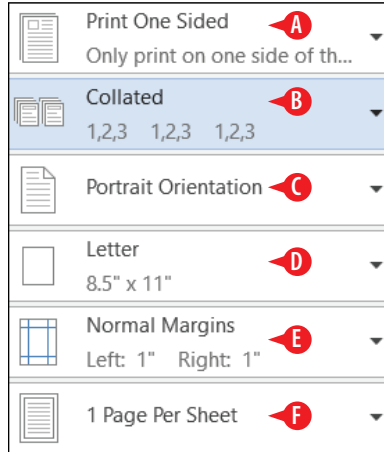 Print One Sided A
Only print on one side of th...
Collated B
1,2,3 1,2,3 1,2,3
Portrait Orientation C
Letter D
8.5" x 11"
Normal Margins E
Left: 1" Right: 1"
1 Page Per Sheet F